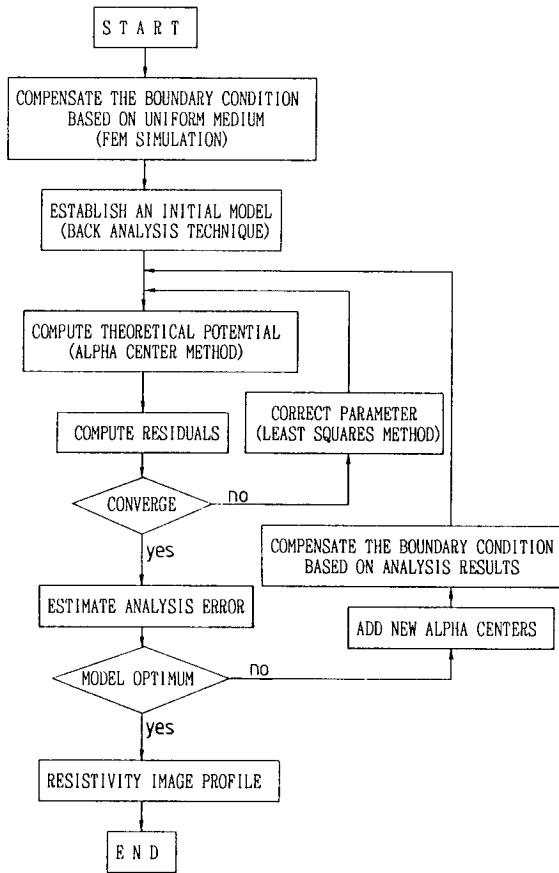 START
COMPENSATE THE BOUNDARY CONDITION
BASED ON UNIFORM MEDIUM
(FEM SIMULATION)
ESTABLISH AN INITIAL MODEL
(BACK ANALYSIS TECHNIQUE)
COMPUTE THEORETICAL POTENTIAL
(ALPHA CENTER METHOD)
COMPUTE RESIDUALS
CORRECT PARAMETER
(LEAST SQUARES METHOD)
CONVERGE
no
yes
COMPENSATE THE BOUNDARY CONDITION
BASED ON ANALYSIS RESULTS
ESTIMATE ANALYSIS ERROR
ADD NEW ALPHA CENTERS
MODEL OPTIMUM
no
yes
RESISTIVITY IMAGE PROFILE
END